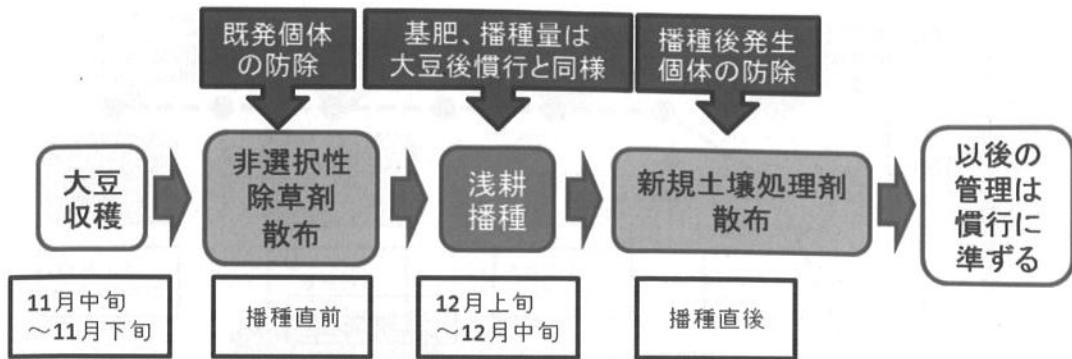 既発個体
の防除
基肥、播種量は
大豆後慣行と同様
播種後発生
個体の防除
大豆
収穫
非選択性
除草剤
散布
浅耕
播種
新規土壌処理剤
散布
以後の
管理は
慣行に
準ずる
11月中旬
～11月下旬
播種直前
12月上旬
～12月中旬
播種直後